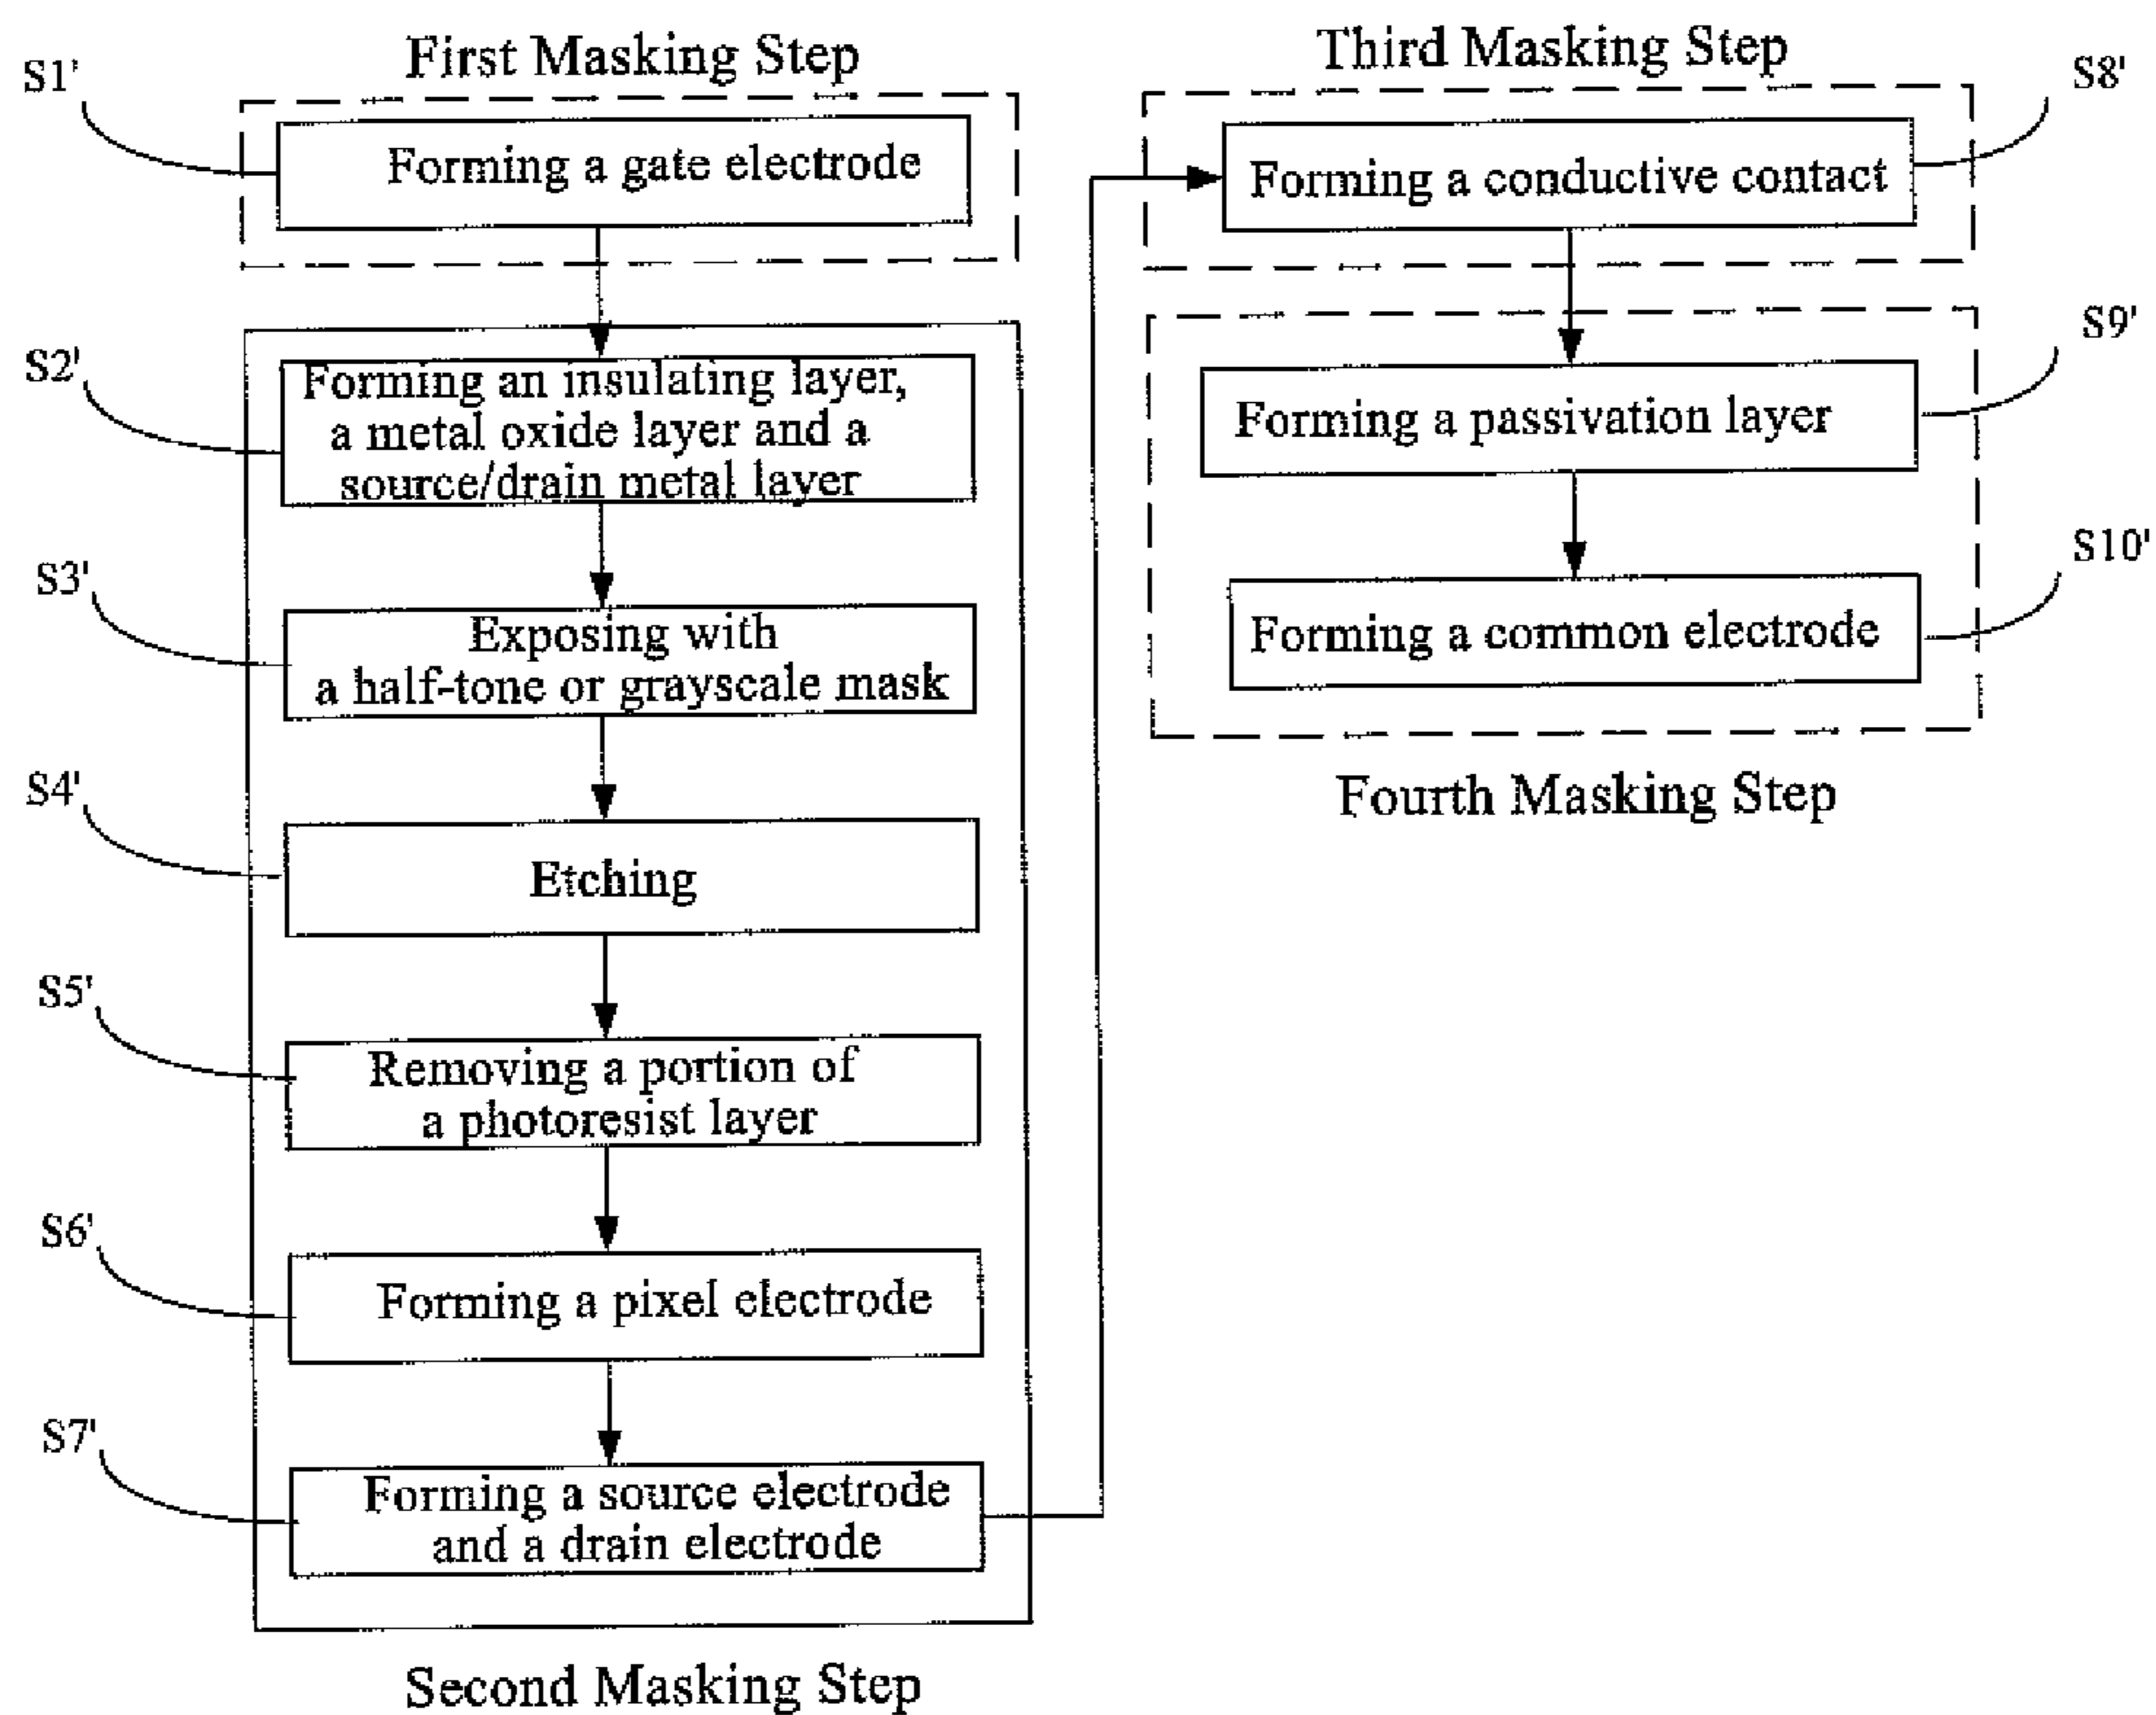 First Masking Step
S1'
Forming a gate electrode
S2'
Forming an insulating layer,
a metal oxide layer and a
source/drain metal layer
S3'
Exposing with
a half-tone or grayscale mask
S4'
Etching
S5'
Removing a portion of
a photoresist layer
S6'
Forming a pixel electrode
S7'
Forming a source electrode
and a drain electrode
Second Masking Step
Third Masking Step
S8'
Forming a conductive contact
S9'
Forming a passivation layer
S10'
Forming a common electrode
Fourth Masking Step